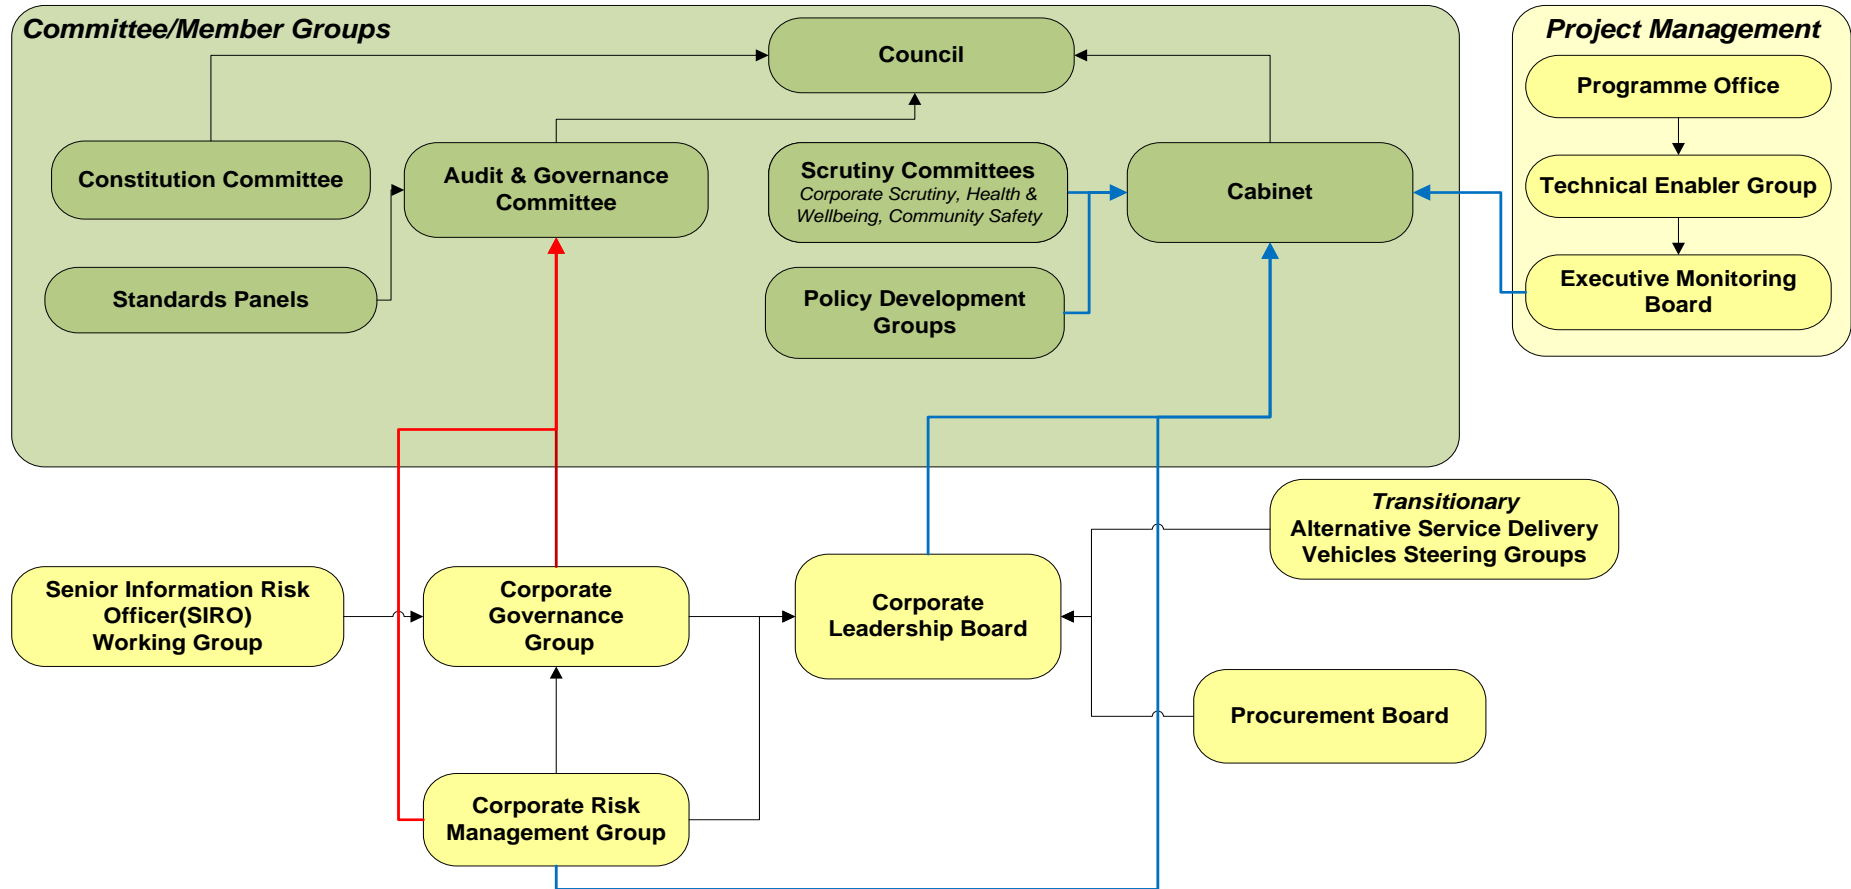 Committee/Member Groups
Council
Project Management
Programme Office
Constitution Committee
Audit & Governance
Committee
Scrutiny Committees
Corporate Scrutiny, Health &
Wellbeing, Community Safety
Cabinet
Technical Enabler Group
Standards Panels
Policy Development
Groups
Executive Monitoring
Board
Transitionary
Alternative Service Delivery
Vehicles Steering Groups
Senior Information Risk
Officer(SIRO)
Working Group
Corporate
Governance
Group
Corporate
Leadership Board
Procurement Board
Corporate Risk
Management Group